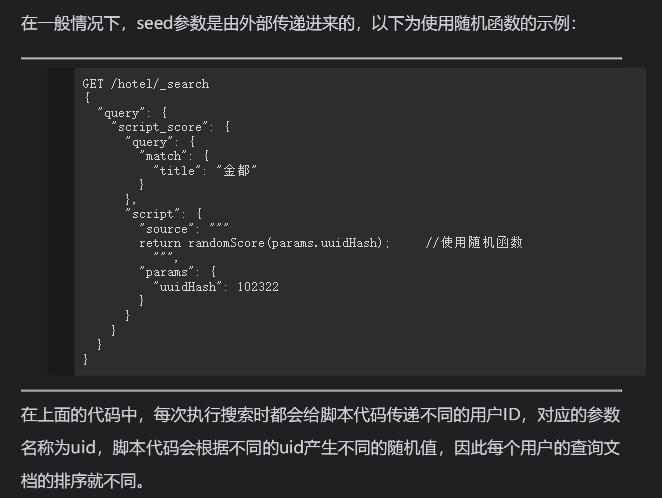 在一般情况下，seed参数是由外部传递进来的，以下为使用随机函数的示例：
GET /hotel/_search
{
  "query": {
    "script_score": {
      "query": {
        "match": {
          "title": "金都"
        }
      },
      "script": {
        "source": """
        return randomScore(params.uuidHash);     //使用随机函数
          """,
        "params": {
          "uuidHash": 102322
        }
      }
    }
  }
}
在上面的代码中，每次执行搜索时都会给脚本代码传递不同的用户ID，对应的参数
名称为uid，脚本代码会根据不同的uid产生不同的随机值，因此每个用户的查询文
档的排序就不同。